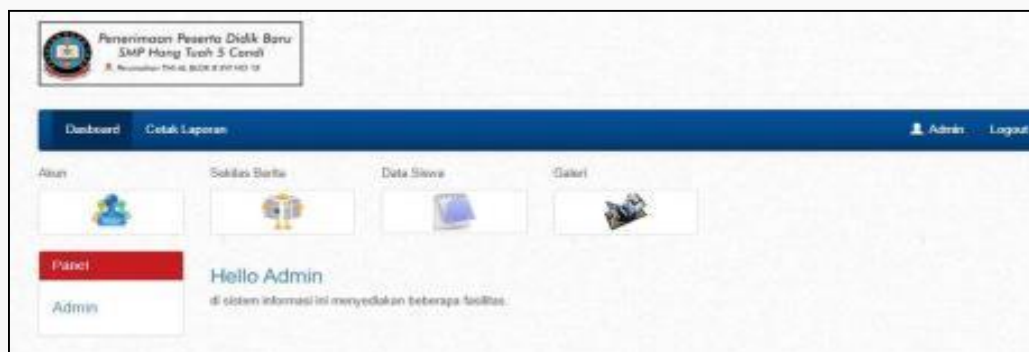 Penerimaan Peserta Didik Baru
SMP Hang Tuah 5 Candi
Dashboard Cetak Laporan Admin Logout
Akun Sekilas Berita Data Siswa Galeri
Panel
Admin
Hello Admin
di sistem informasi ini menyediakan beberapa fasilitas.